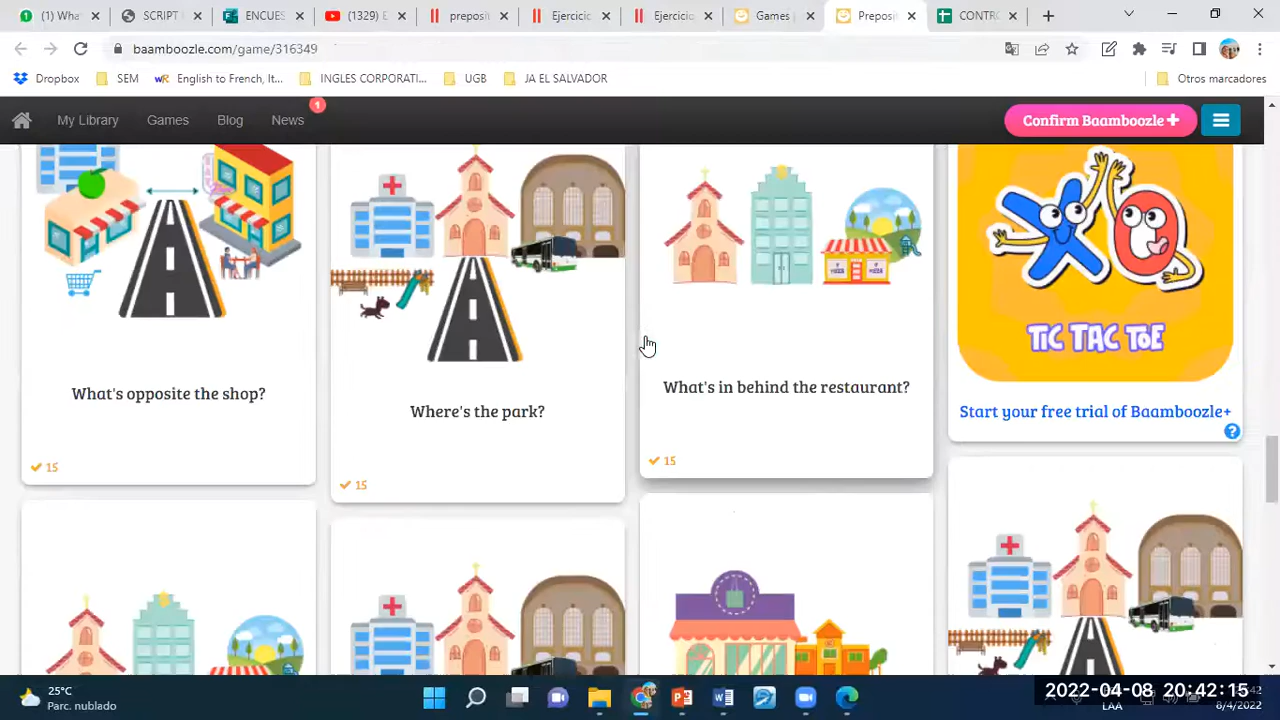 (1) Wha
SCRIPT I
ENCUES
(1329) E
preposi
Ejercicio
Ejercicio
Games |
Preposi
CONTR
baamboozle.com/game/316349
Dropbox
SEM
wR English to French, It...
INGLES CORPORATI...
UGB
JA EL SALVADOR
Otros marcadores
My Library
Games
Blog
News
1
Confirm Baamboozle+
TIC TAC TOE
What's opposite the shop?
Where's the park?
What's in behind the restaurant?
Start your free trial of Baamboozle+
?
15
15
15
25°C
Parc. nublado
2022-04-08 20:42:15
LAA
8/4/2022